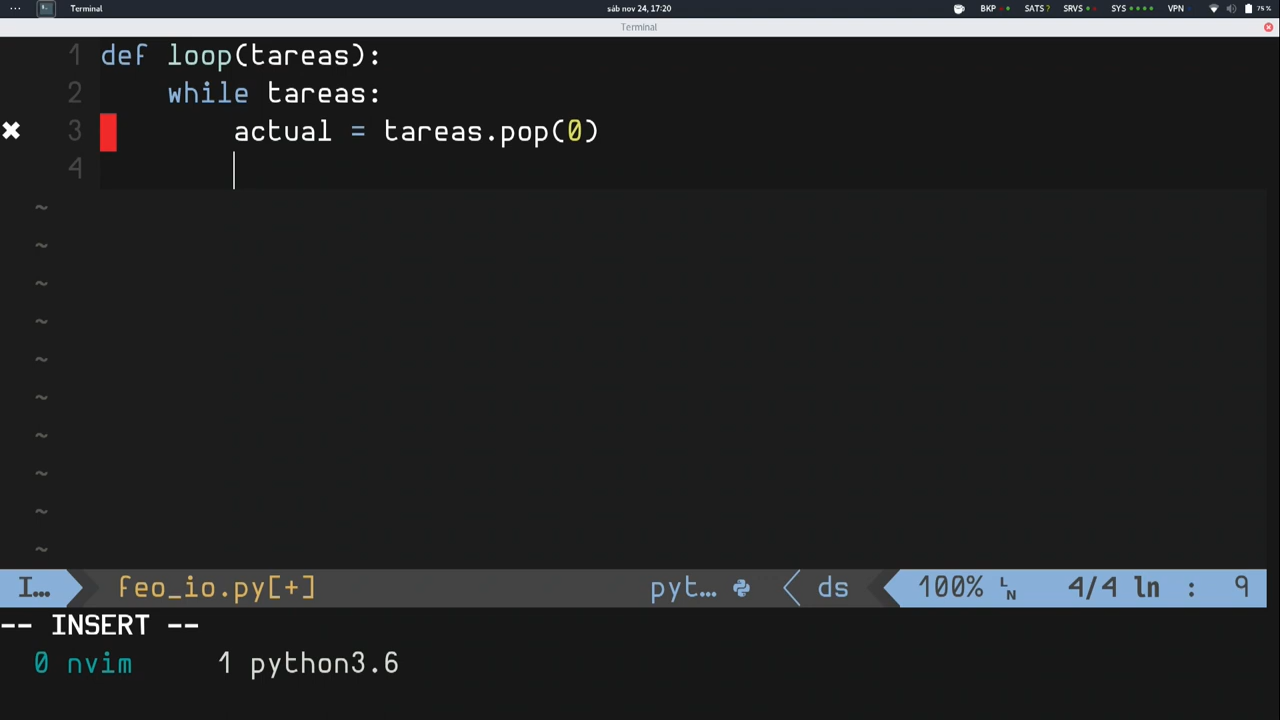 Terminal sáb nov 24, 17:20 BKP SATS? SRVS SYS VPN 75 %
Terminal
1 def loop(tareas):
2 while tareas:
3 actual = tareas.pop(0)
4
~
~
~
~
~
~
~
~
~
~
I… feo_io.py[+] pyt… ds 100% LN 4/4 ln : 9
-- INSERT --
0 nvim 1 python3.6